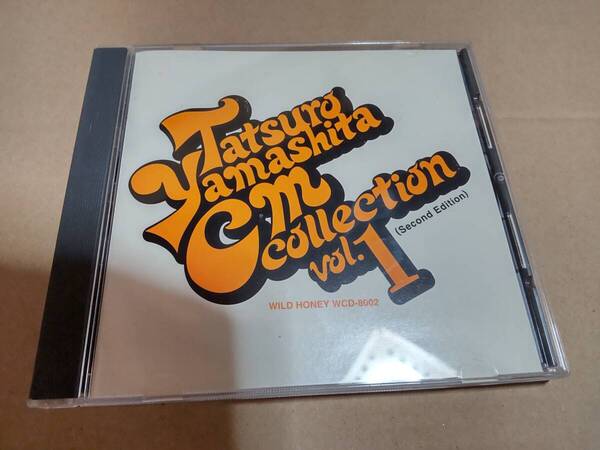 Tatsuro
Yamashita
CM
collection
vol.1
(Second Edition)
WILD HONEY WCD-8002